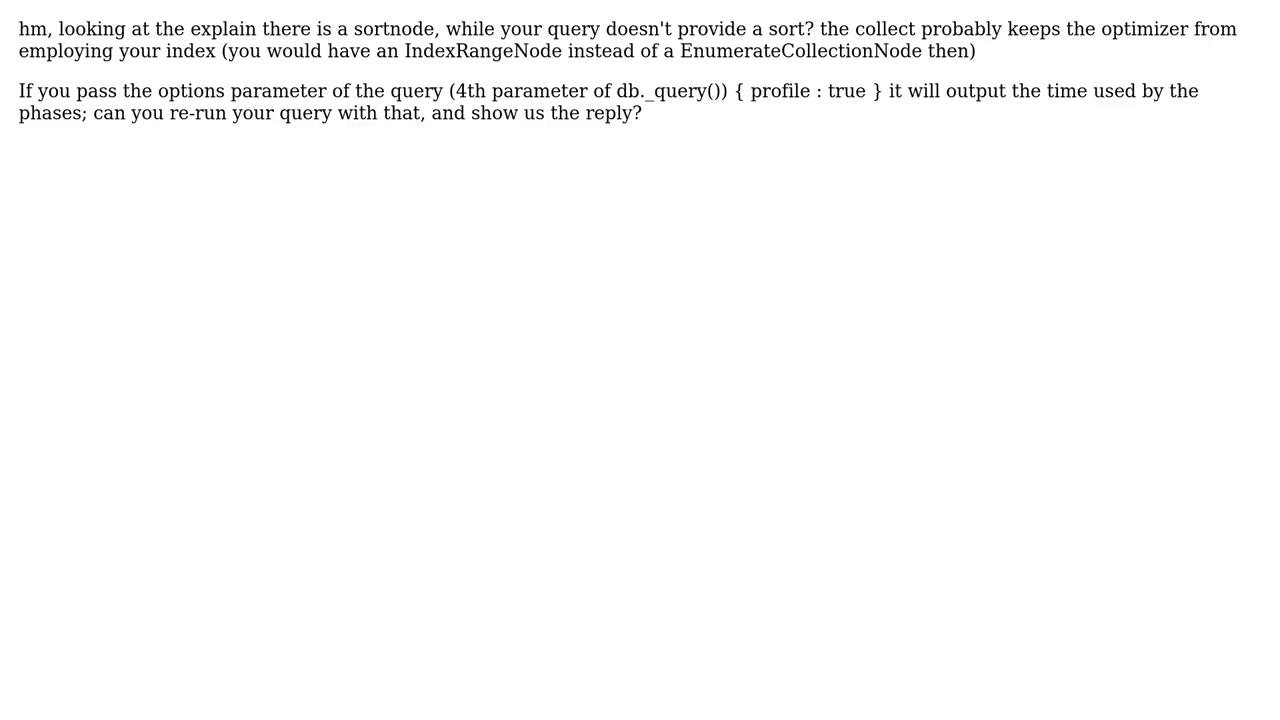 hm, looking at the explain there is a sortnode, while your query doesn't provide a sort? the collect probably keeps the optimizer from
employing your index (you would have an IndexRangeNode instead of a EnumerateCollectionNode then)
If you pass the options parameter of the query (4th parameter of db._query()) { profile : true } it will output the time used by the
phases; can you re-run your query with that, and show us the reply?